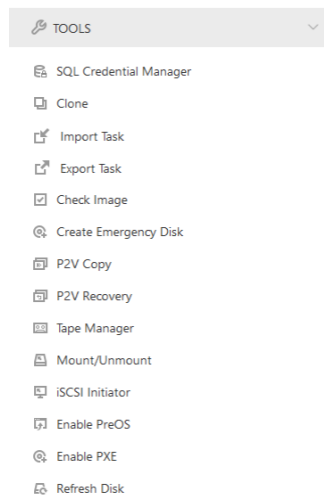 TOOLS
SQL Credential Manager
Clone
Import Task
Export Task
Check Image
Create Emergency Disk
P2V Copy
P2V Recovery
Tape Manager
Mount/Unmount
iSCSI Initiator
Enable PreOS
Enable PXE
Refresh Disk